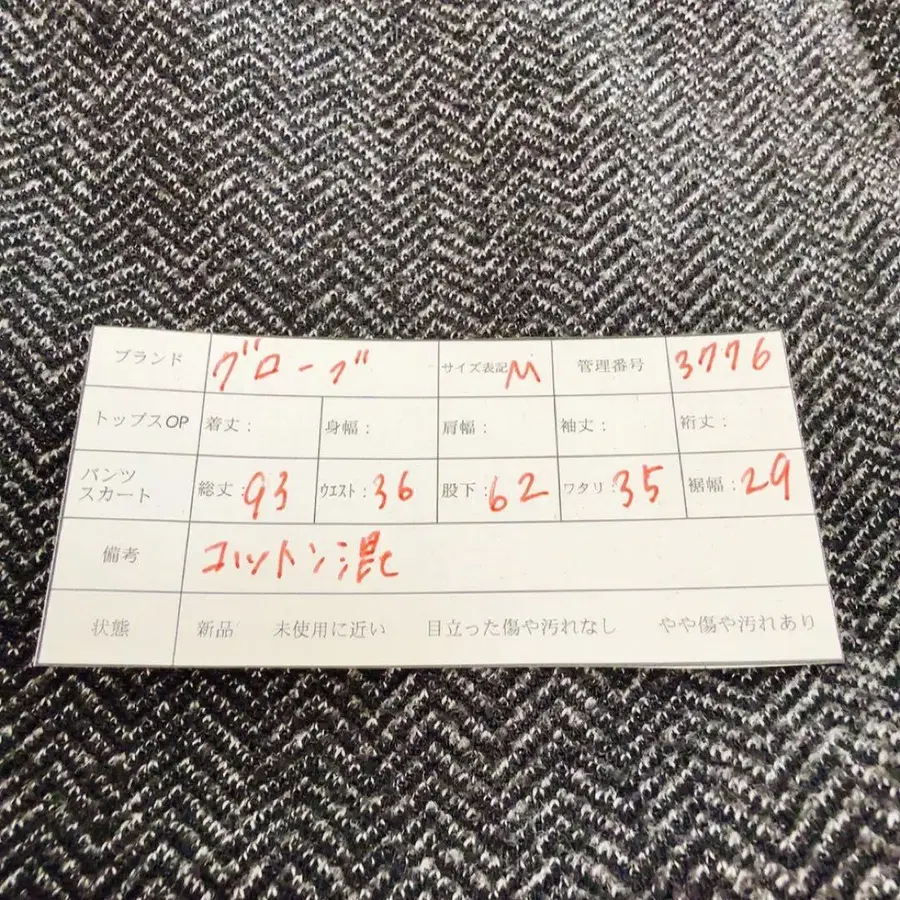 ブランド グローブ サイズ表記 M 管理番号 3776
トップスOP 着丈: 身幅: 肩幅: 袖丈: 裄丈:
パンツ
スカート 総丈:93 ウエスト:36 股下:62 ワタリ:35 裾幅:29
備考 コットン混
状態 新品 未使用に近い 目立った傷や汚れなし やや傷や汚れあり